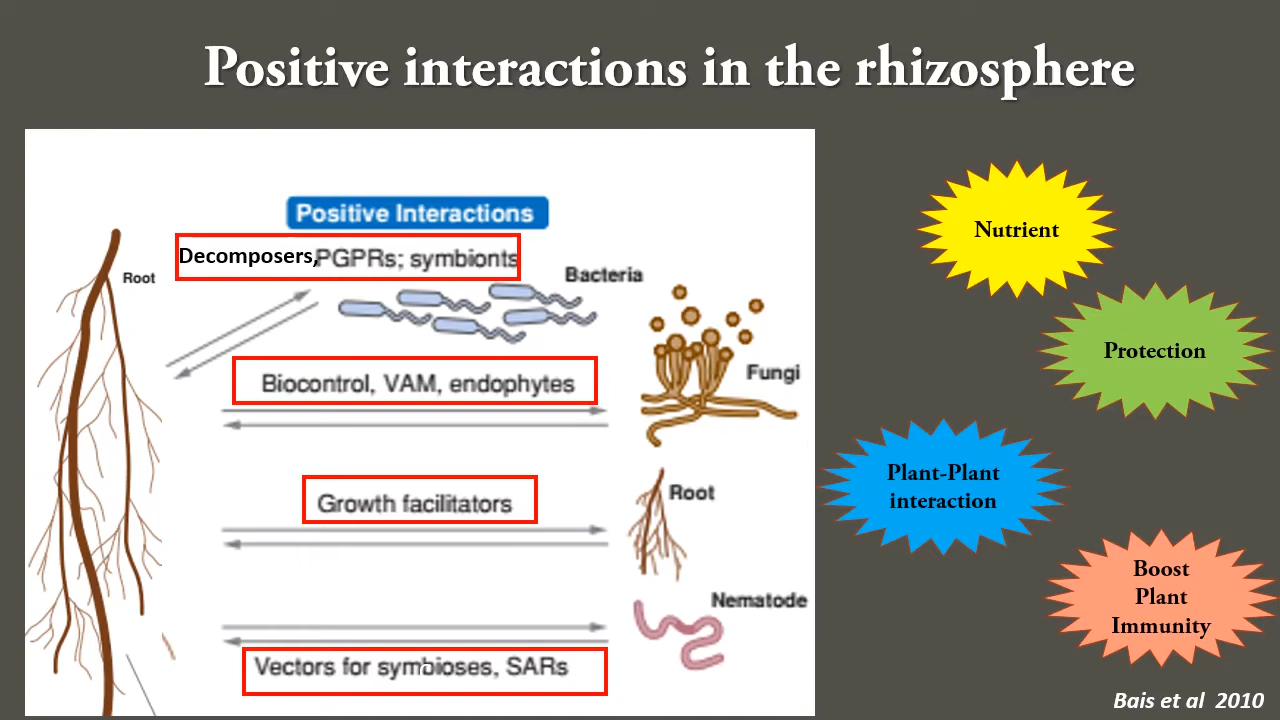 Positive interactions in the rhizosphere
Positive Interactions
Decomposers,PGPRs; symbionts
Root
Bacteria
Biocontrol, VAM, endophytes
Fungi
Growth facilitators
Root
Nematode
Vectors for symbioses, SARs
Nutrient
Protection
Plant-Plant
interaction
Boost
Plant
Immunity
Bais et al 2010